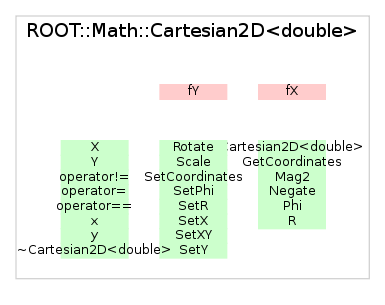 ROOT::Math::Cartesian2D<double>
fY
fX
X
Y
operator!=
operator=
operator==
x
y
~Cartesian2D<double>
Rotate
Scale
SetCoordinates
SetPhi
SetR
SetX
SetXY
SetY
Cartesian2D<double>
GetCoordinates
Mag2
Negate
Phi
R